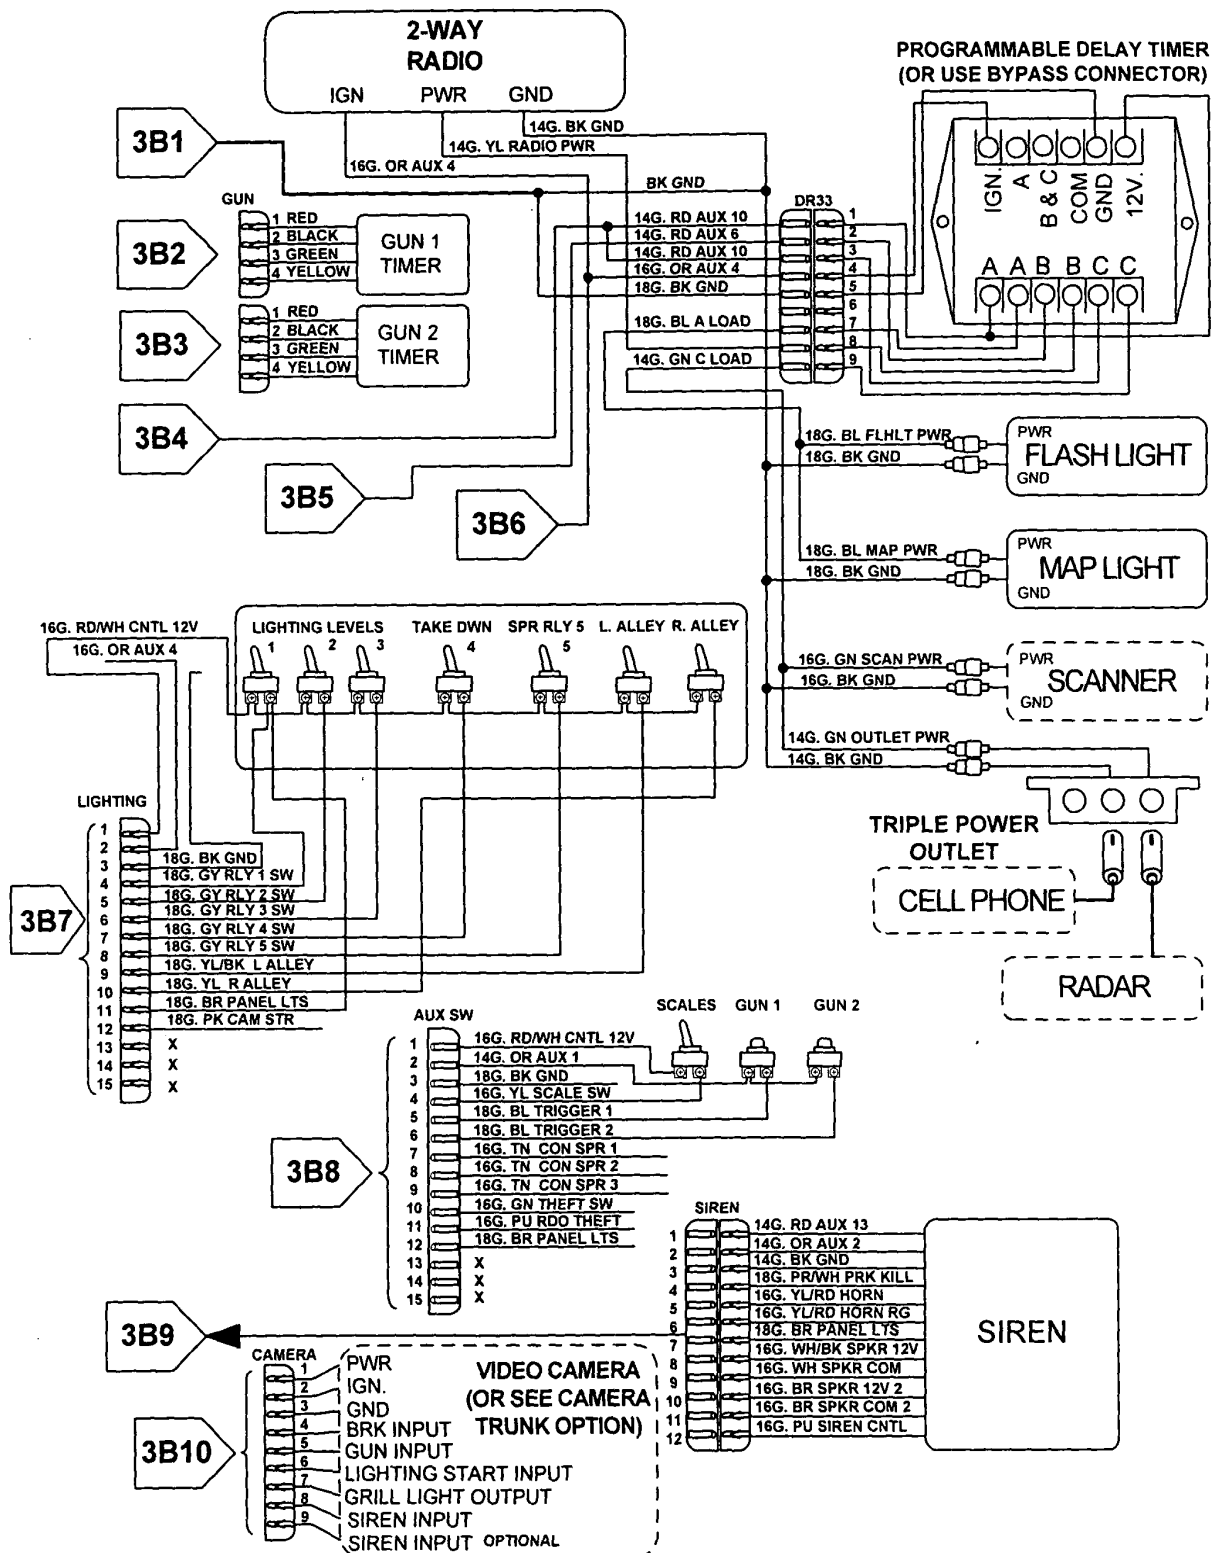 2-WAY
RADIO
IGN PWR GND
PROGRAMMABLE DELAY TIMER
(OR USE BYPASS CONNECTOR)
3B1
14G. BK GND
14G. YL RADIO PWR
16G. OR AUX 4
BK GND
IGN.
A
B & C
COM
GND
12V.
A A B B C C
GUN
3B2
1 RED
2 BLACK
3 GREEN
4 YELLOW
GUN 1
TIMER
3B3
1 RED
2 BLACK
3 GREEN
4 YELLOW
GUN 2
TIMER
DR33
14G. RD AUX 10
14G. RD AUX 6
14G. RD AUX 10
16G. OR AUX 4
18G. BK GND
18G. BL A LOAD
14G. GN C LOAD
1
2
3
4
5
6
7
8
9
3B4
3B5
3B6
18G. BL FLHLT PWR
18G. BK GND
PWR
FLASH LIGHT
GND
18G. BL MAP PWR
18G. BK GND
PWR
MAP LIGHT
GND
16G. GN SCAN PWR
16G. BK GND
PWR
SCANNER
GND
14G. GN OUTLET PWR
14G. BK GND
TRIPLE POWER
OUTLET
CELL PHONE
RADAR
16G. RD/WH CNTL 12V
16G. OR AUX 4
LIGHTING LEVELS TAKE DWN SPR RLY 5 L. ALLEY R. ALLEY
1 2 3 4 5
LIGHTING
3B7
1
2
3
4
5
6
7
8
9
10
11
12
13 X
14 X
15 X
18G. BK GND
18G. GY RLY 1 SW
18G. GY RLY 2 SW
18G. GY RLY 3 SW
18G. GY RLY 4 SW
18G. GY RLY 5 SW
18G. YL/BK L ALLEY
18G. YL R ALLEY
18G. BR PANEL LTS
18G. PK CAM STR
AUX SW
SCALES GUN 1 GUN 2
3B8
1 16G. RD/WH CNTL 12V
2 14G. OR AUX 1
3 18G. BK GND
4 16G. YL SCALE SW
5 18G. BL TRIGGER 1
6 18G. BL TRIGGER 2
7 16G. TN CON SPR 1
8 16G. TN CON SPR 2
9 16G. TN CON SPR 3
10 16G. GN THEFT SW
11 16G. PU RDO THEFT
12 18G. BR PANEL LTS
13 X
14 X
15 X
SIREN
1 14G. RD AUX 13
2 14G. OR AUX 2
3 14G. BK GND
4 18G. PR/WH PRK KILL
5 16G. YL/RD HORN
6 16G. YL/RD HORN RG
7 18G. BR PANEL LTS
8 16G. WH/BK SPKR 12V
9 16G. WH SPKR COM
10 16G. BR SPKR 12V 2
11 16G. BR SPKR COM 2
12 16G. PU SIREN CNTL
SIREN
3B9
CAMERA
3B10
1 PWR
2 IGN.
3 GND
4 BRK INPUT
5 GUN INPUT
6 LIGHTING START INPUT
7 GRILL LIGHT OUTPUT
8 SIREN INPUT
9 SIREN INPUT OPTIONAL
VIDEO CAMERA
(OR SEE CAMERA
TRUNK OPTION)